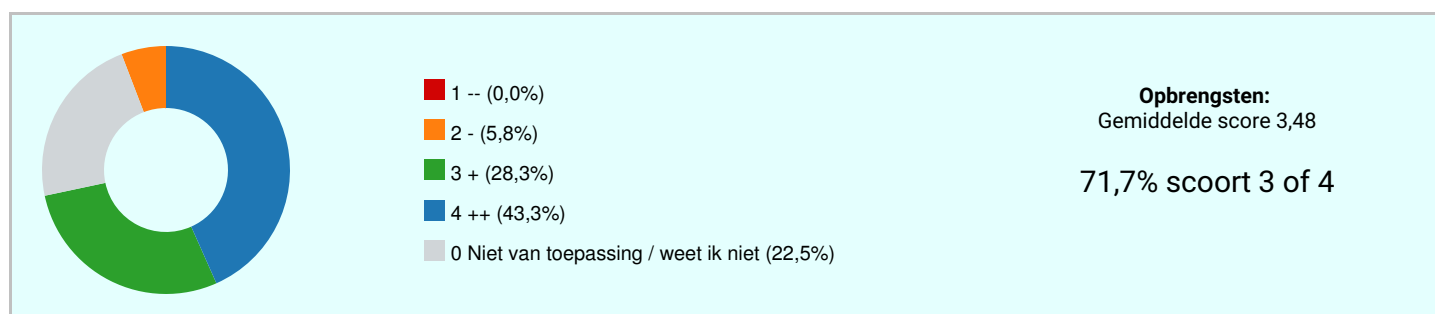 1 -- (0,0%)
2 - (5,8%)
3 + (28,3%)
4 ++ (43,3%)
0 Niet van toepassing / weet ik niet (22,5%)
Opbrengsten:
Gemiddelde score 3,48
71,7% scoort 3 of 4